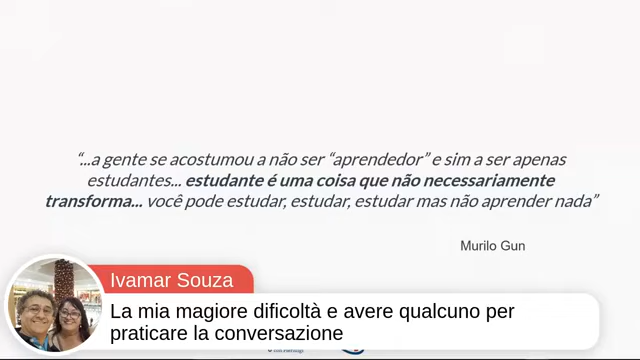 “...a gente se acostumou a não ser “aprendedor” e sim a ser apenas
estudantes... estudante é uma coisa que não necessariamente
transforma... você pode estudar, estudar, estudar mas não aprender nada”
Murilo Gun
Ivamar Souza
La mia magiore dificoltà e avere qualcuno per
praticare la conversazione